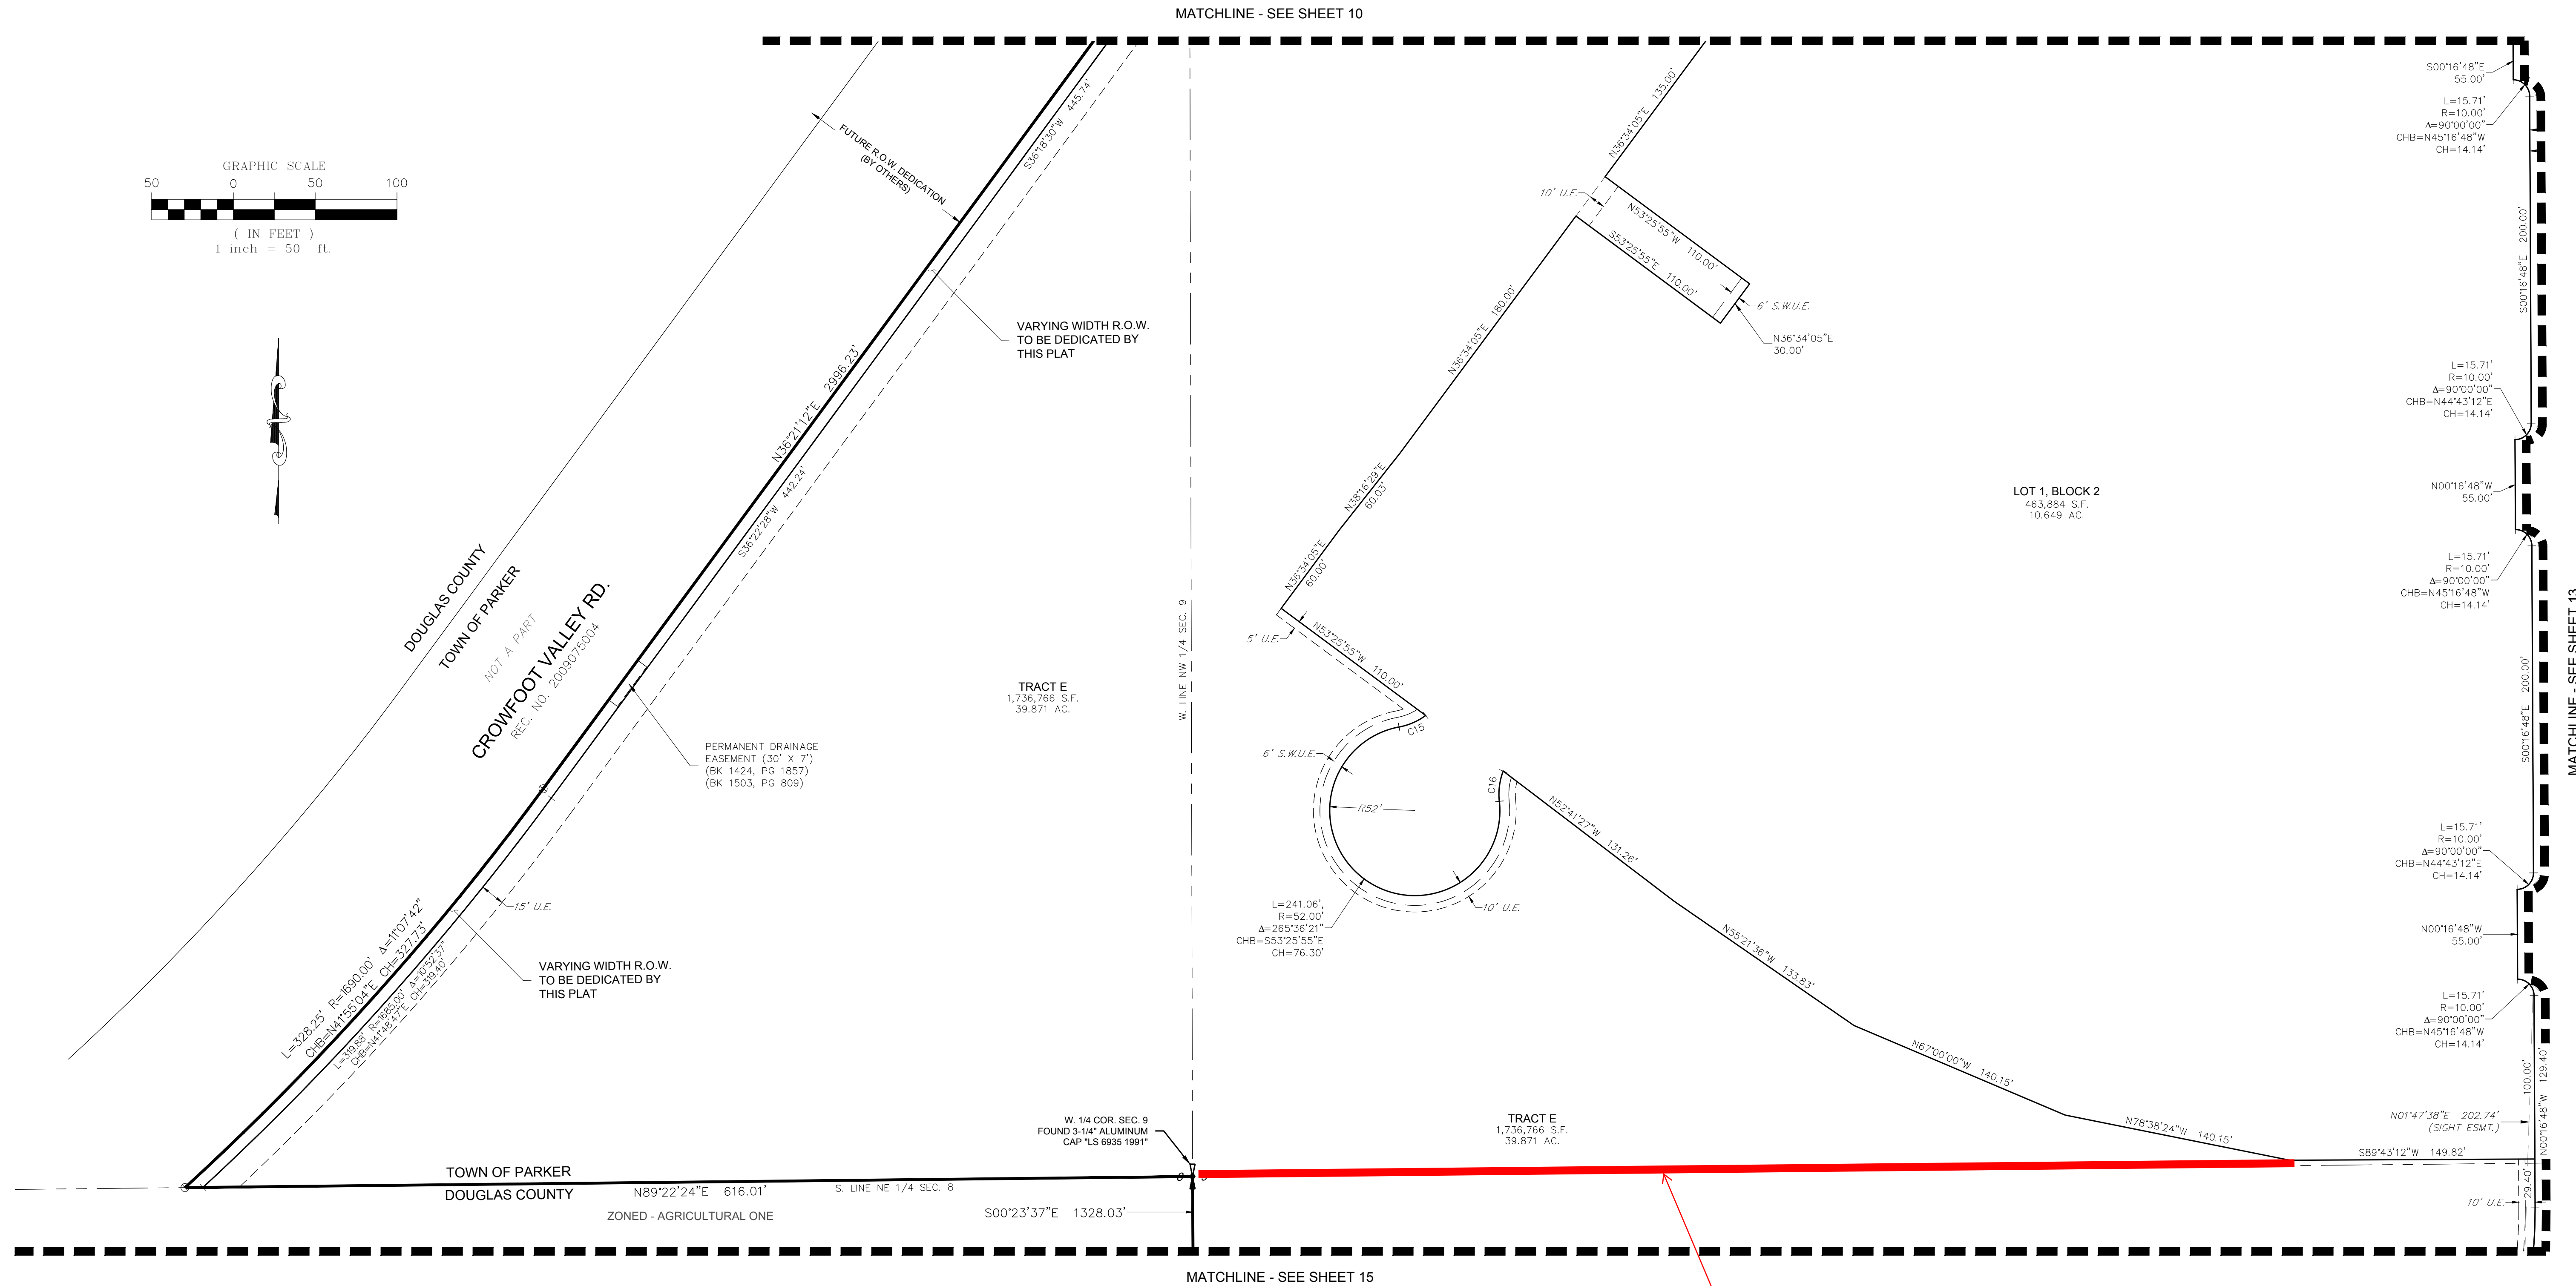 MATCHLINE - SEE SHEET 10
GRAPHIC SCALE
50 0 50 100
( IN FEET )
1 inch = 50 ft.
FUTURE R.O.W. DEDICATION
(BY OTHERS)
S36°18'30"W 445.74'
N36°34'05"E 135.00'
10' U.E.
N53°25'55"W 110.00'
S53°25'55"E 110.00'
6' S.W.U.E.
N36°34'05"E
30.00'
VARYING WIDTH R.O.W.
TO BE DEDICATED BY
THIS PLAT
N36°21'12"E 2996.23'
S36°22'28"W 442.24'
N36°34'05"E 180.00'
N38°16'29"E
60.03'
N36°34'05"E
60.00'
DOUGLAS COUNTY
TOWN OF PARKER
NOT A PART
CROWFOOT VALLEY RD.
REC. NO. 2009075004
W. LINE NW 1/4 SEC. 9
5' U.E.
N53°25'55"W 110.00'
TRACT E
1,736,766 S.F.
39.871 AC.
PERMANENT DRAINAGE
EASEMENT (30' X 7')
(BK 1424, PG 1857)
(BK 1503, PG 809)
C15
6' S.W.U.E.
C16
R52'
L=241.06',
R=52.00'
Δ=265°36'21"
CHB=S53°25'55"E
CH=76.30'
10' U.E.
N52°41'27"W 131.26'
N55°21'36"W 133.83'
N67°00'00"W 140.15'
N78°38'24"W 140.15'
S89°43'12"W 149.82'
LOT 1, BLOCK 2
463,884 S.F.
10.649 AC.
S00°16'48"E
55.00'
L=15.71'
R=10.00'
Δ=90°00'00"
CHB=N45°16'48"W
CH=14.14'
S00°16'48"E 200.00'
L=15.71'
R=10.00'
Δ=90°00'00"
CHB=N44°43'12"E
CH=14.14'
N00°16'48"W
55.00'
L=15.71'
R=10.00'
Δ=90°00'00"
CHB=N45°16'48"W
CH=14.14'
MATCHLINE - SEE SHEET 13
S00°16'48"E 200.00'
L=15.71'
R=10.00'
Δ=90°00'00"
CHB=N44°43'12"E
CH=14.14'
N00°16'48"W
55.00'
L=15.71'
R=10.00'
Δ=90°00'00"
CHB=N45°16'48"W
CH=14.14'
100.00'
N00°16'48"W 129.40'
N01°47'38"E 202.74'
(SIGHT ESMT.)
29.40'
10' U.E.
15' U.E.
VARYING WIDTH R.O.W.
TO BE DEDICATED BY
THIS PLAT
L=328.25' R=1690.00' Δ=11°07'42"
CHB=N41°55'04"E CH=327.73'
L=319.88' R=1685.00' Δ=10°52'37"
CHB=N41°48'47"E CH=319.40'
W. 1/4 COR. SEC. 9
FOUND 3-1/4" ALUMINUM
CAP "LS 6935 1991"
TRACT E
1,736,766 S.F.
39.871 AC.
TOWN OF PARKER
DOUGLAS COUNTY
N89°22'24"E 616.01'
S. LINE NE 1/4 SEC. 8
ZONED - AGRICULTURAL ONE
S00°23'37"E 1328.03'
MATCHLINE - SEE SHEET 15